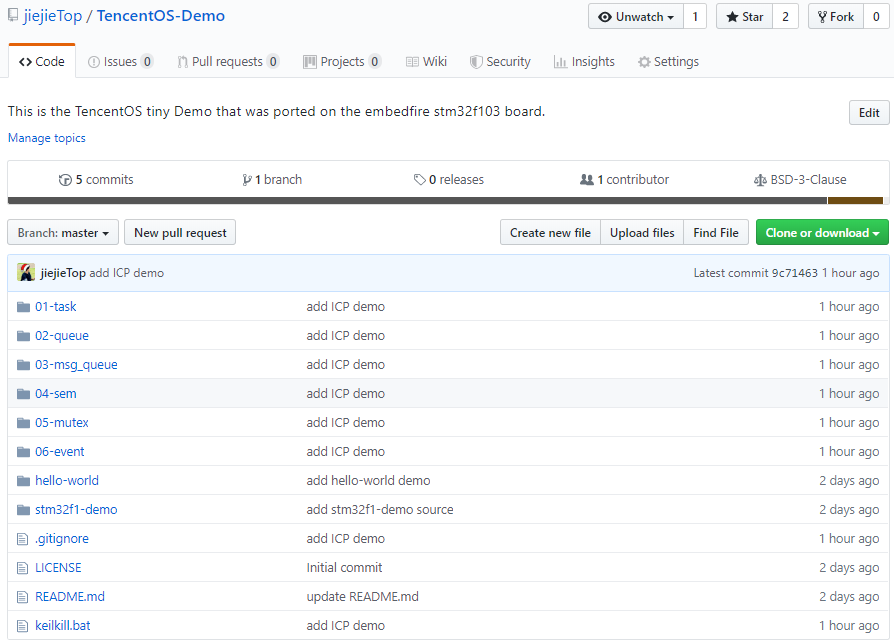 jiejieTop / TencentOS-Demo
Unwatch 1 Star 2 Fork 0
Code Issues 0 Pull requests 0 Projects 0 Wiki Security Insights Settings
This is the TencentOS tiny Demo that was ported on the embedfire stm32f103 board. Edit
Manage topics
5 commits 1 branch 0 releases 1 contributor BSD-3-Clause
Branch: master New pull request Create new file Upload files Find File Clone or download
jiejieTop add ICP demo Latest commit 9c71463 1 hour ago
01-task add ICP demo 1 hour ago
02-queue add ICP demo 1 hour ago
03-msg_queue add ICP demo 1 hour ago
04-sem add ICP demo 1 hour ago
05-mutex add ICP demo 1 hour ago
06-event add ICP demo 1 hour ago
hello-world add hello-world demo 2 days ago
stm32f1-demo add stm32f1-demo source 2 days ago
.gitignore add ICP demo 1 hour ago
LICENSE Initial commit 2 days ago
README.md update README.md 2 days ago
keilkill.bat add ICP demo 1 hour ago